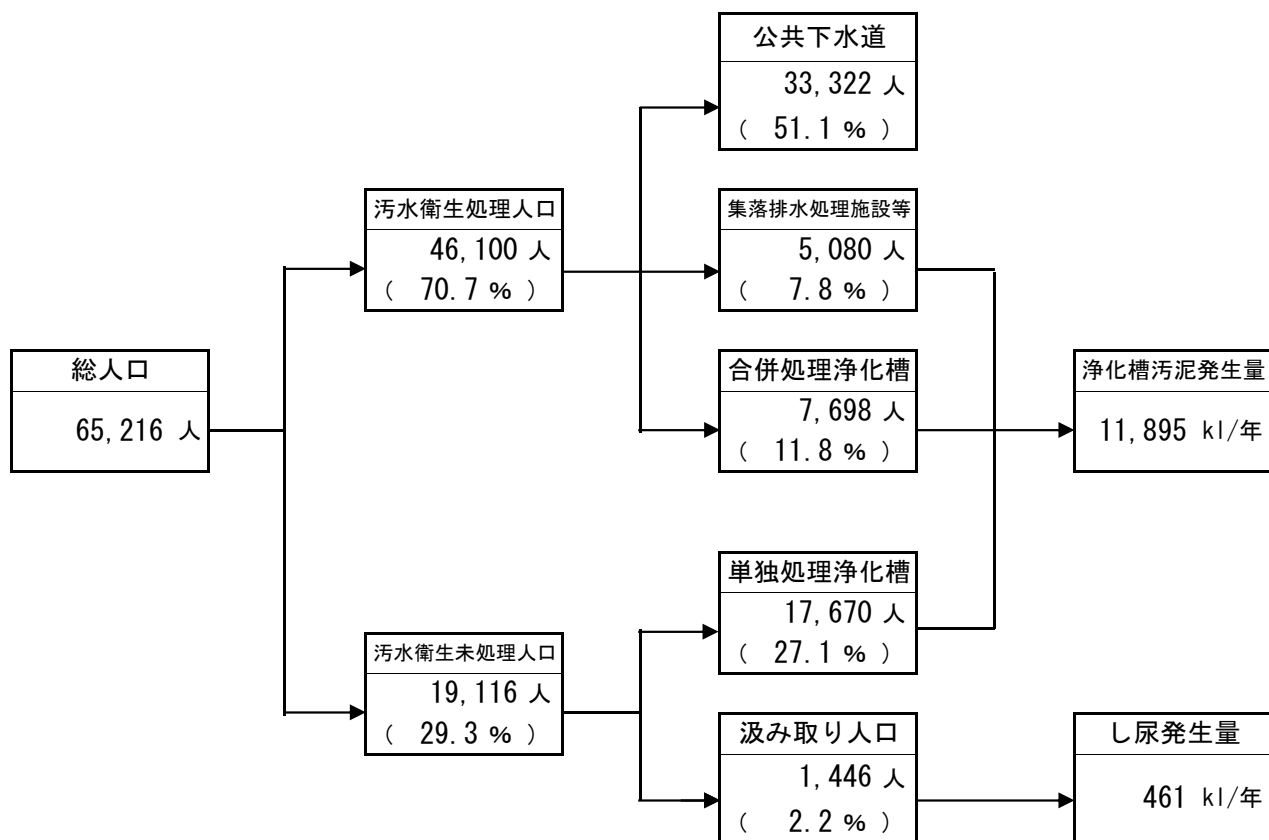 公共下水道
33,322 人
( 51.1 % )
汚水衛生処理人口
46,100 人
( 70.7 % )
集落排水処理施設等
5,080 人
( 7.8 % )
総人口
65,216 人
合併処理浄化槽
7,698 人
( 11.8 % )
浄化槽汚泥発生量
11,895 kl/年
単独処理浄化槽
17,670 人
( 27.1 % )
汚水衛生未処理人口
19,116 人
( 29.3 % )
汲み取り人口
1,446 人
( 2.2 % )
し尿発生量
461 kl/年